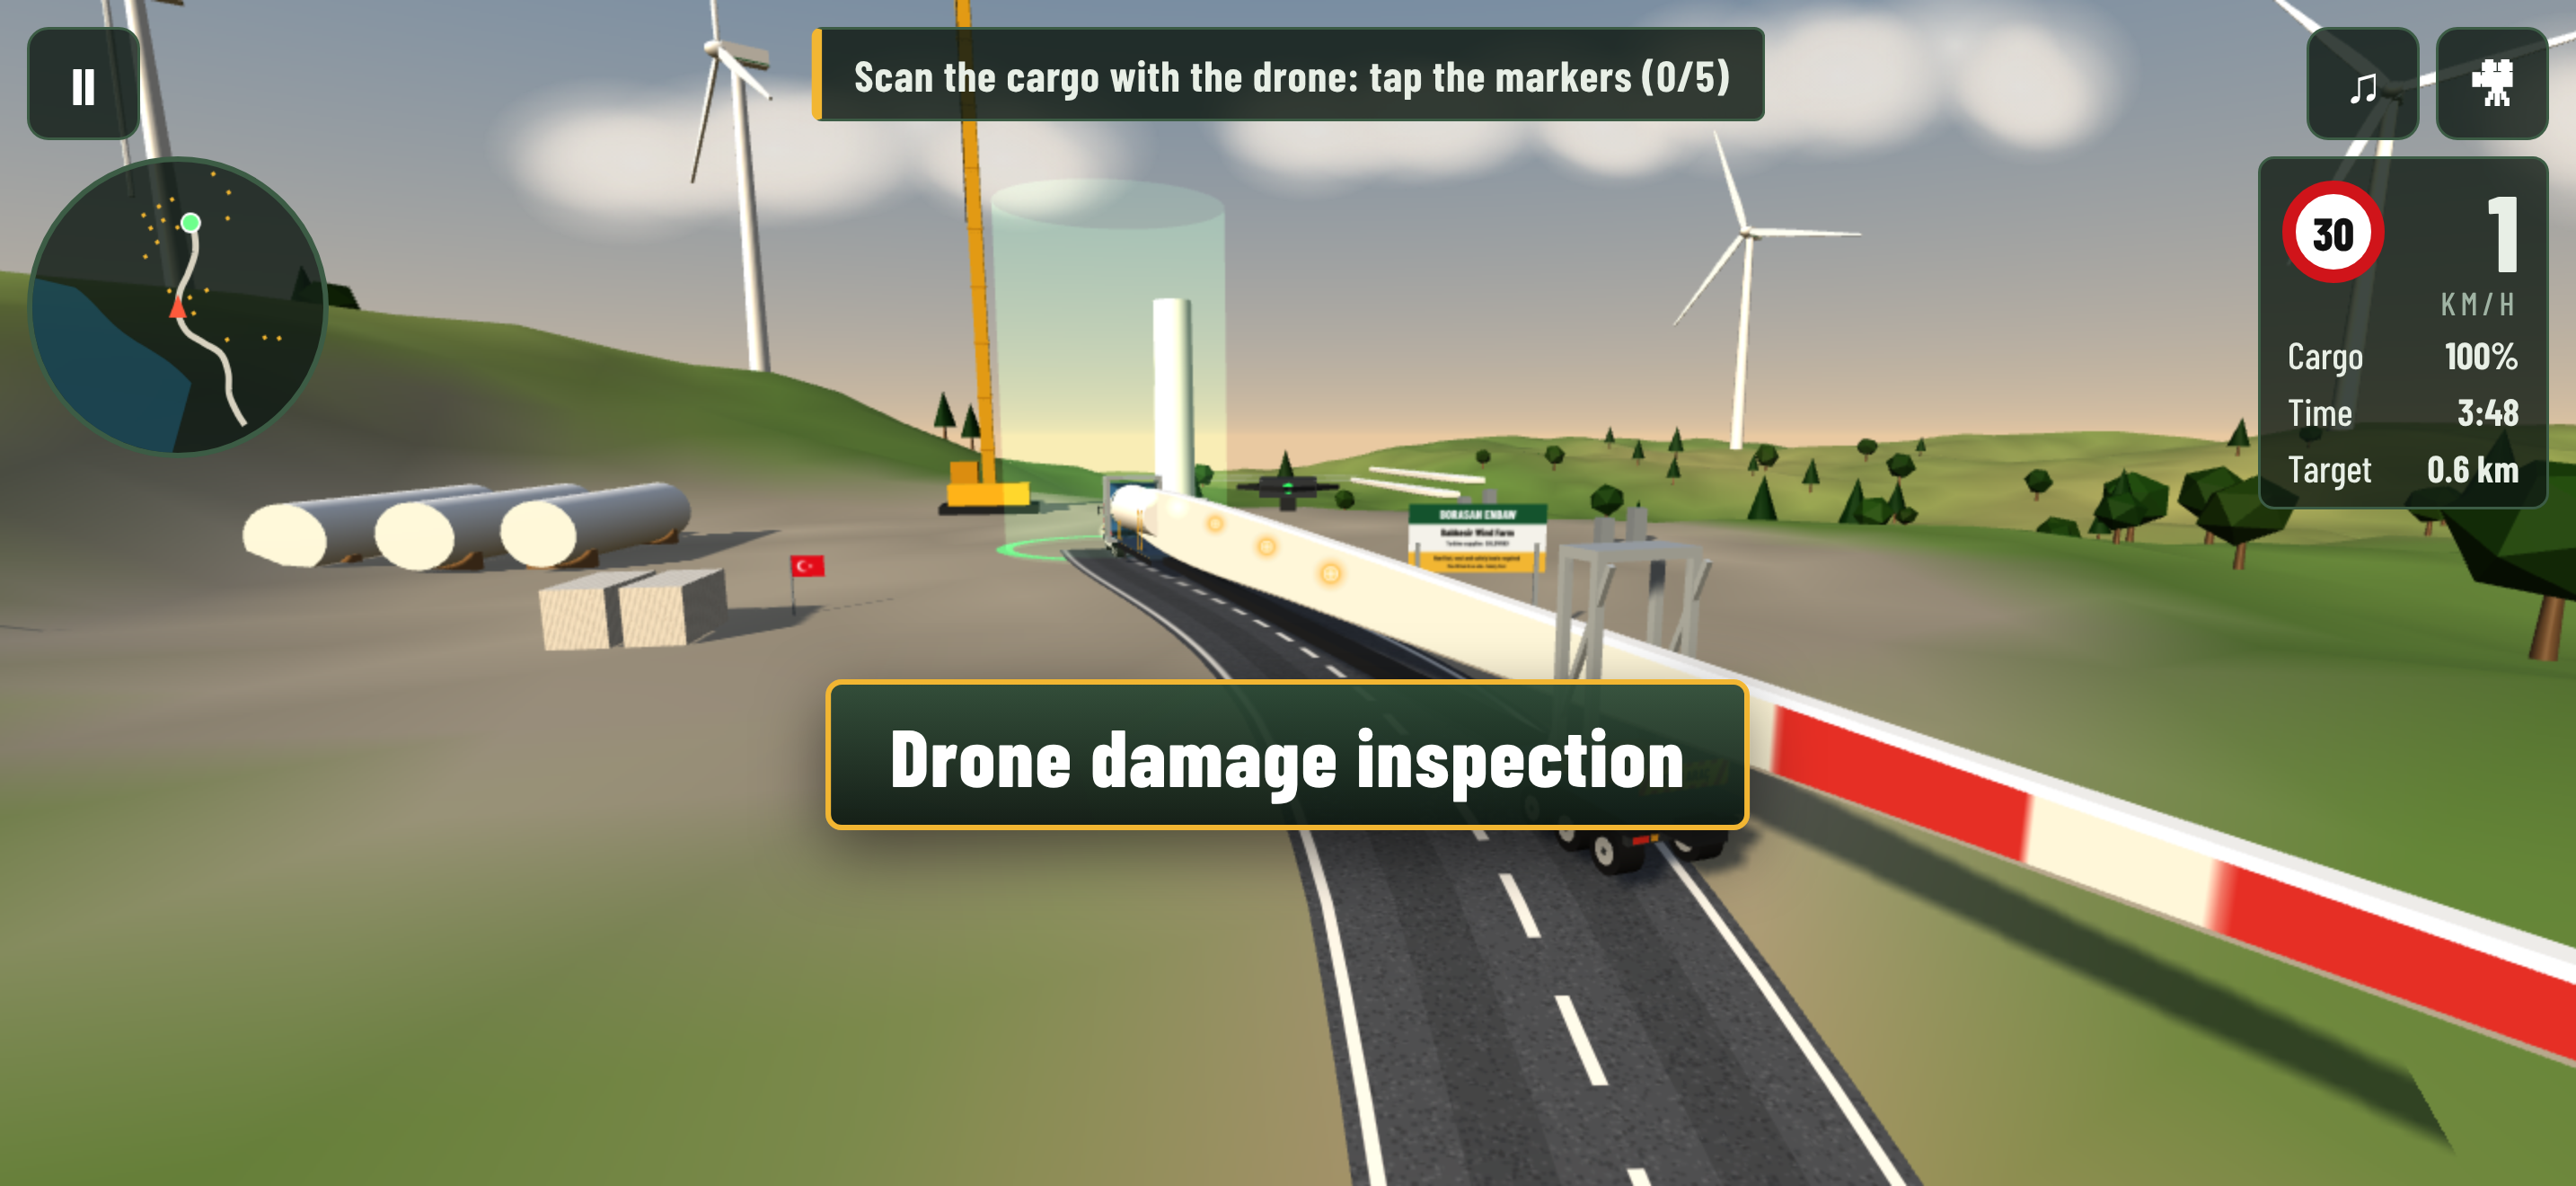 Scan the cargo with the drone: tap the markers (0/5)
30
1
KM/H
Cargo 100%
Time 3:48
Target 0.6 km
Drone damage inspection